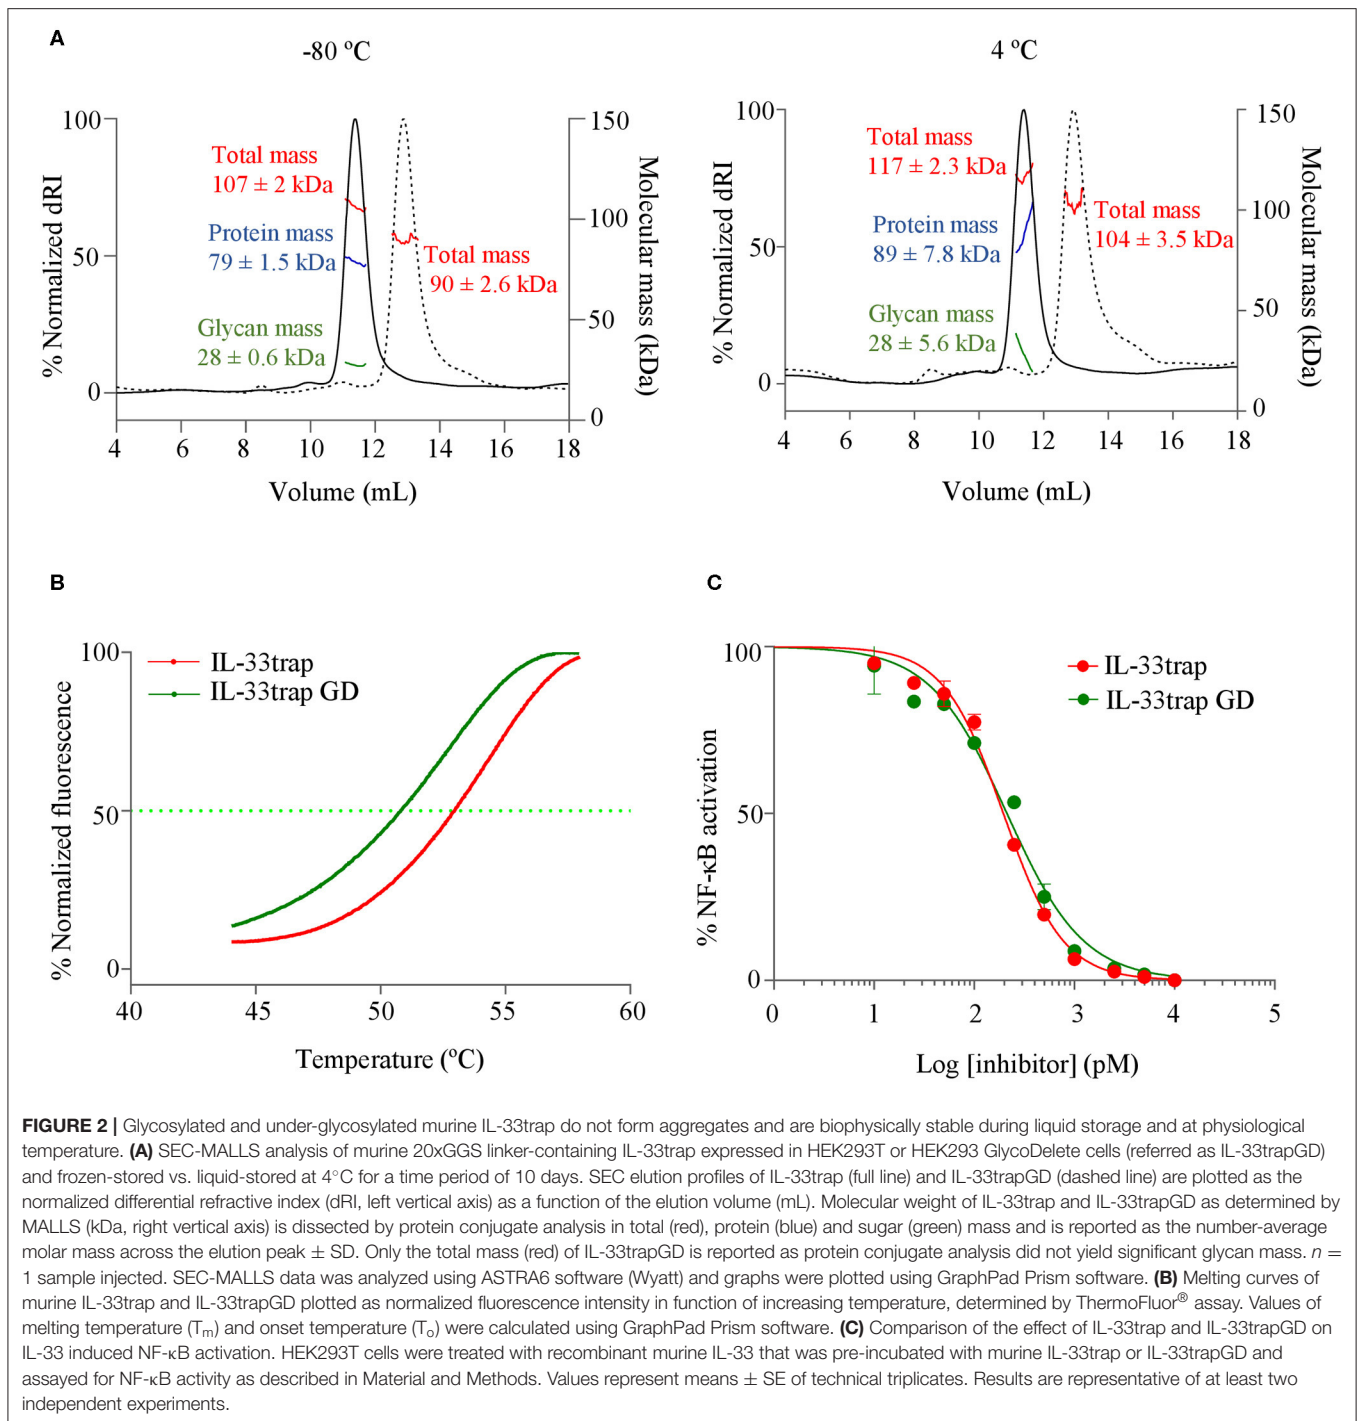 A
-80 ºC
100
50
0
% Normalized dRI
Total mass
107 ± 2 kDa
Protein mass
79 ± 1.5 kDa
Glycan mass
28 ± 0.6 kDa
Total mass
90 ± 2.6 kDa
150
100
50
0
Molecular mass (kDa)
4 6 8 10 12 14 16 18
Volume (mL)
4 ºC
100
50
0
% Normalized dRI
Total mass
117 ± 2.3 kDa
Protein mass
89 ± 7.8 kDa
Glycan mass
28 ± 5.6 kDa
Total mass
104 ± 3.5 kDa
150
100
50
0
Molecular mass (kDa)
4 6 8 10 12 14 16 18
Volume (mL)
B
100
50
0
% Normalized fluorescence
IL-33trap
IL-33trap GD
40 45 50 55 60
Temperature (ºC)
C
100
50
0
% NF-κB activation
IL-33trap
IL-33trap GD
0 1 2 3 4 5
Log [inhibitor] (pM)
FIGURE 2 | Glycosylated and under-glycosylated murine IL-33trap do not form aggregates and are biophysically stable during liquid storage and at physiological
temperature. (A) SEC-MALLS analysis of murine 20xGGS linker-containing IL-33trap expressed in HEK293T or HEK293 GlycoDelete cells (referred as IL-33trapGD)
and frozen-stored vs. liquid-stored at 4°C for a time period of 10 days. SEC elution profiles of IL-33trap (full line) and IL-33trapGD (dashed line) are plotted as the
normalized differential refractive index (dRI, left vertical axis) as a function of the elution volume (mL). Molecular weight of IL-33trap and IL-33trapGD as determined by
MALLS (kDa, right vertical axis) is dissected by protein conjugate analysis in total (red), protein (blue) and sugar (green) mass and is reported as the number-average
molar mass across the elution peak ± SD. Only the total mass (red) of IL-33trapGD is reported as protein conjugate analysis did not yield significant glycan mass. n =
1 sample injected. SEC-MALLS data was analyzed using ASTRA6 software (Wyatt) and graphs were plotted using GraphPad Prism software. (B) Melting curves of
murine IL-33trap and IL-33trapGD plotted as normalized fluorescence intensity in function of increasing temperature, determined by ThermoFluor® assay. Values of
melting temperature (Tm) and onset temperature (To) were calculated using GraphPad Prism software. (C) Comparison of the effect of IL-33trap and IL-33trapGD on
IL-33 induced NF-κB activation. HEK293T cells were treated with recombinant murine IL-33 that was pre-incubated with murine IL-33trap or IL-33trapGD and
assayed for NF-κB activity as described in Material and Methods. Values represent means ± SE of technical triplicates. Results are representative of at least two
independent experiments.